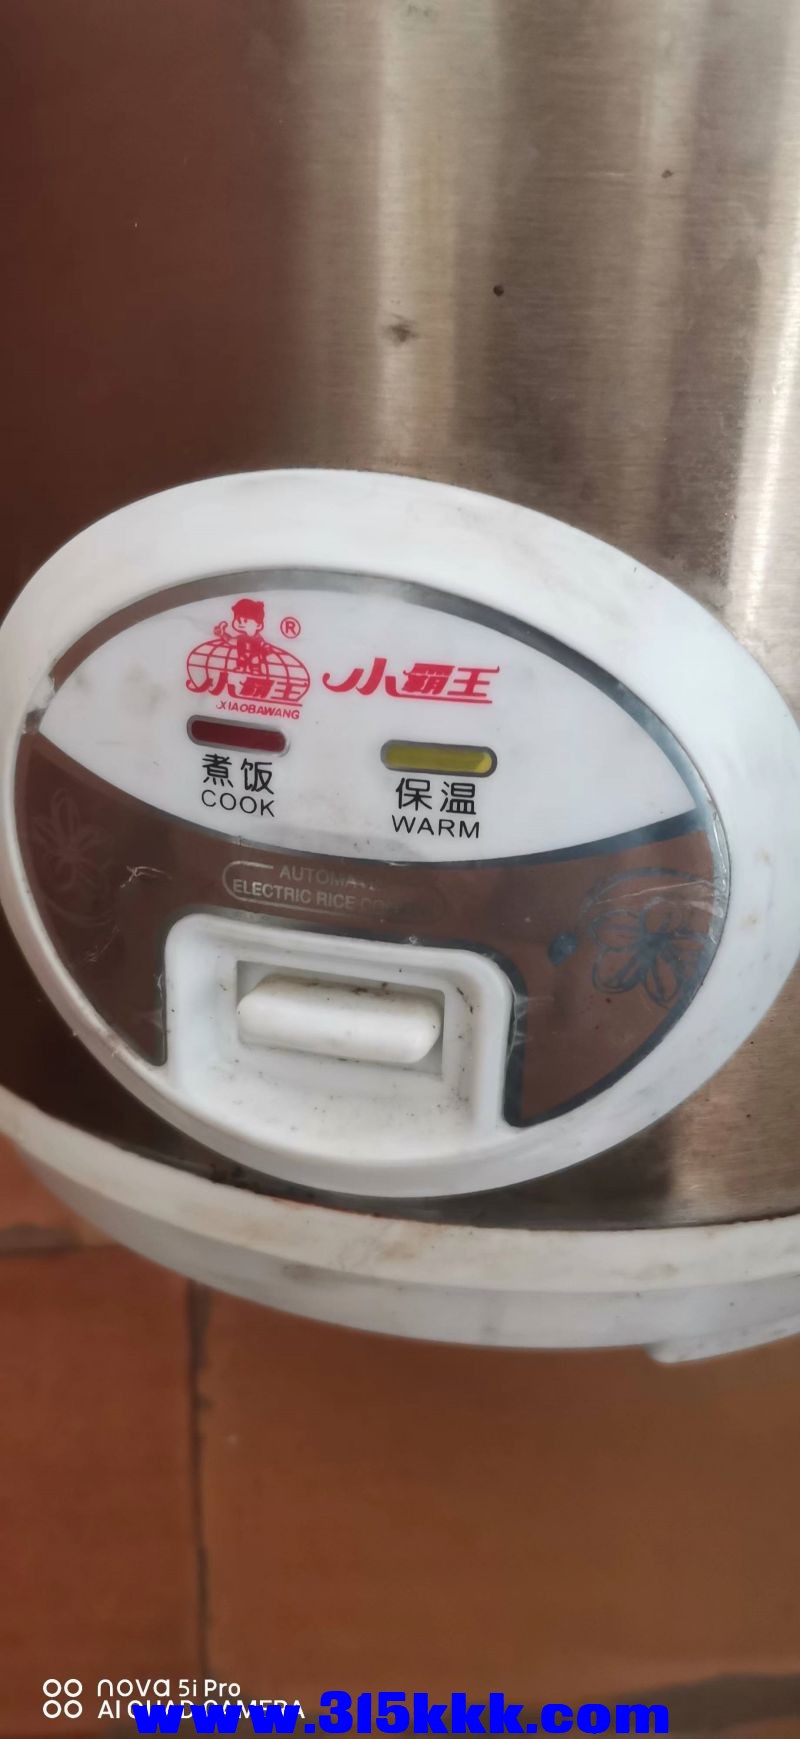 ®
小霸王
XIAOBAWANG
小霸王
煮饭
COOK
保温
WARM
ELECTRIC RICE
nova 5i Pro
AI QUAD CAMERA
www.315kkk.com